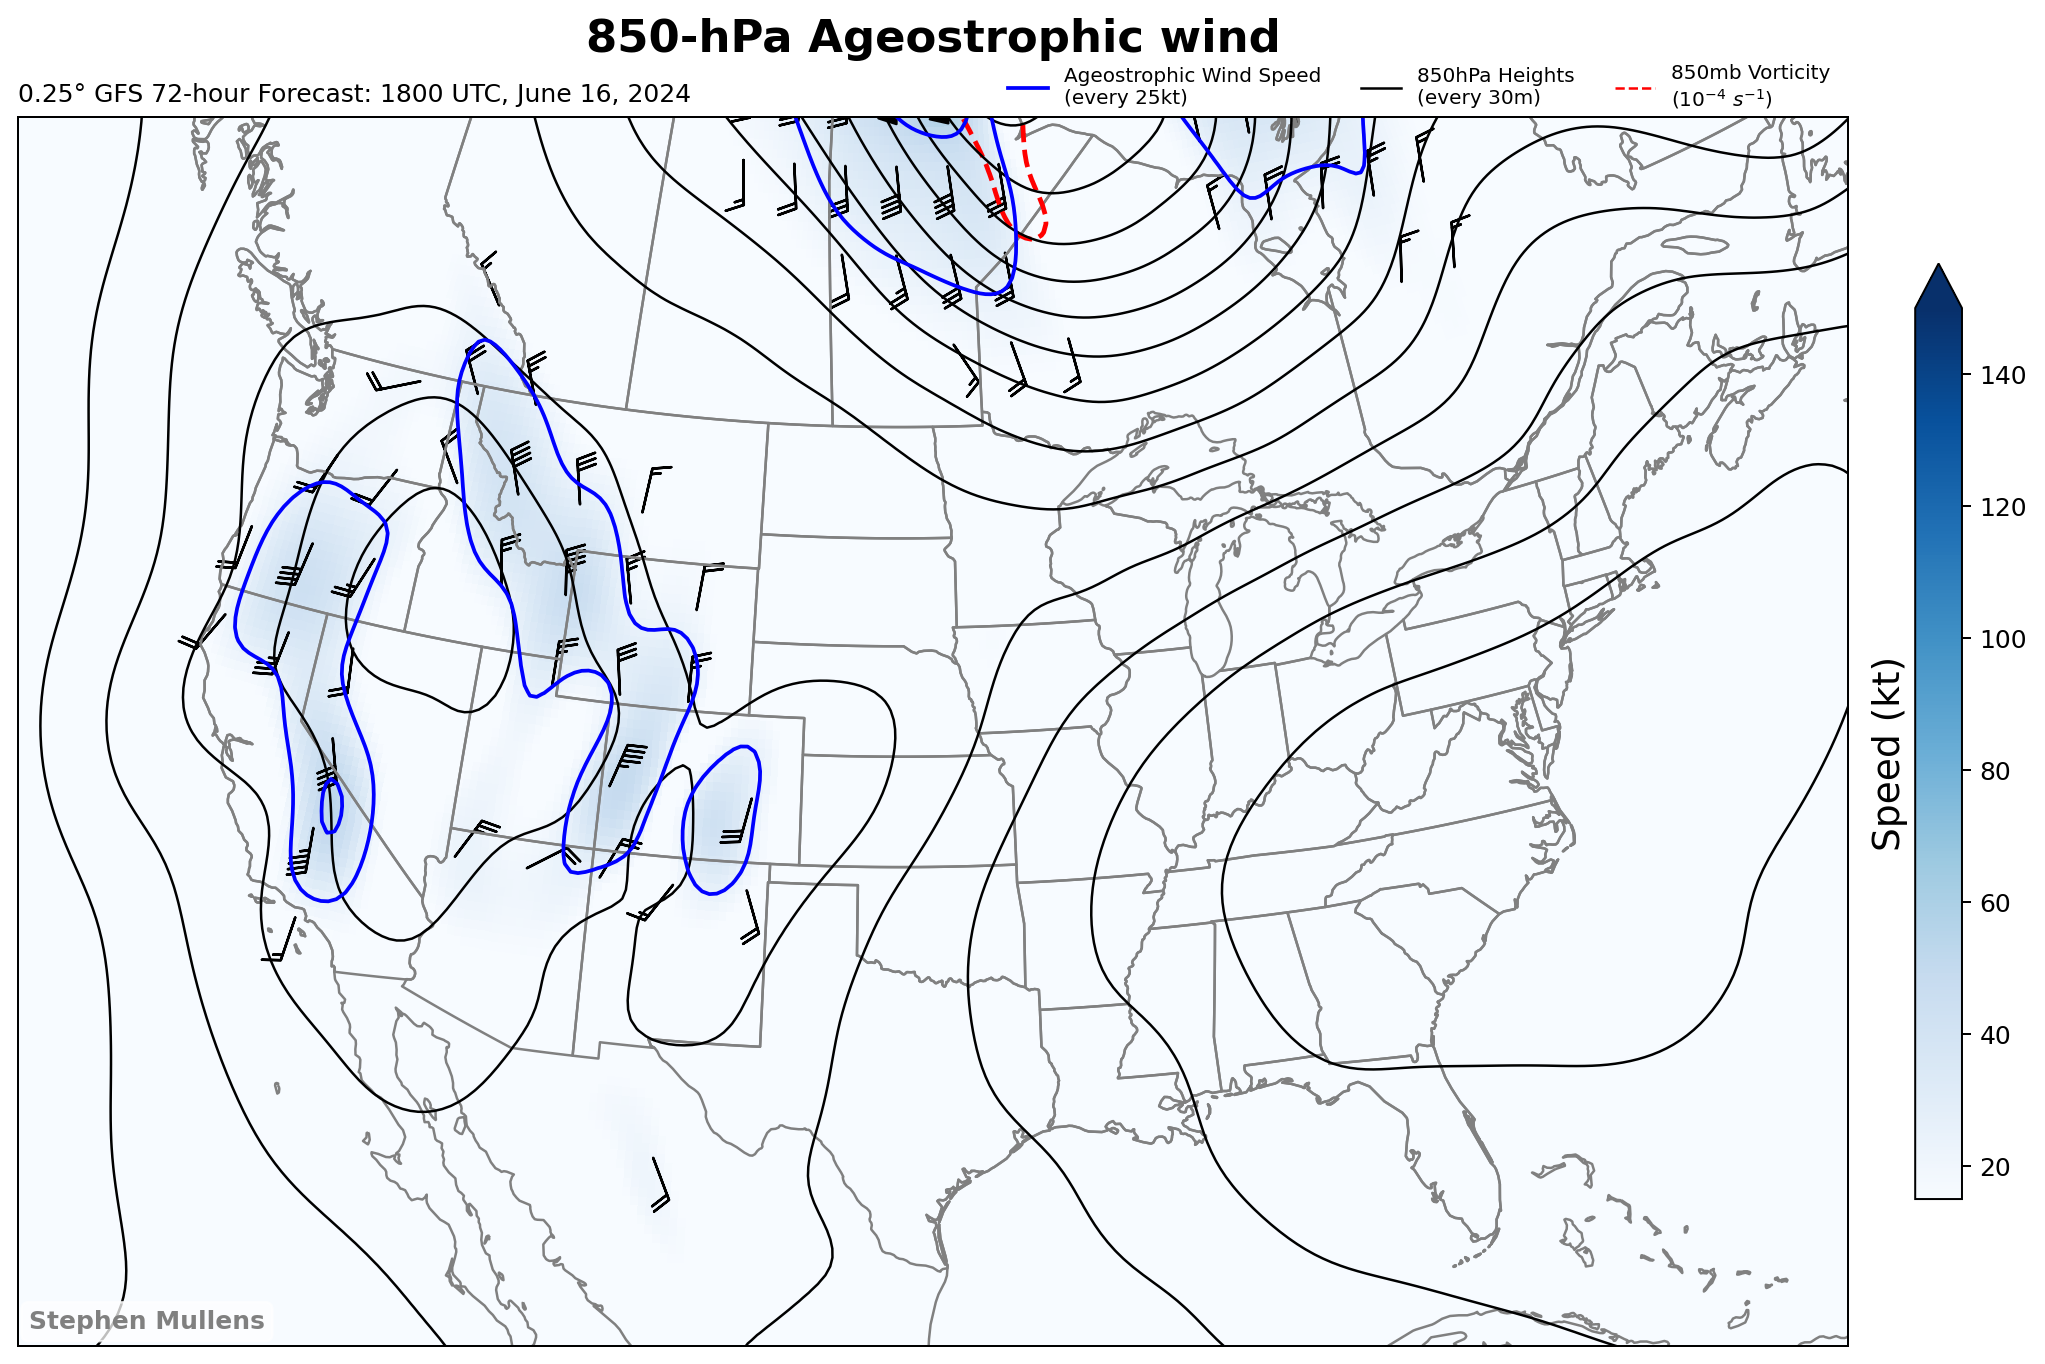 850-hPa Ageostrophic wind
0.25° GFS 72-hour Forecast: 1800 UTC, June 16, 2024
Ageostrophic Wind Speed
(every 25kt)
850hPa Heights
(every 30m)
850mb Vorticity
(10⁻⁴ s⁻¹)
140
120
100
80
60
40
20
Speed (kt)
Stephen Mullens